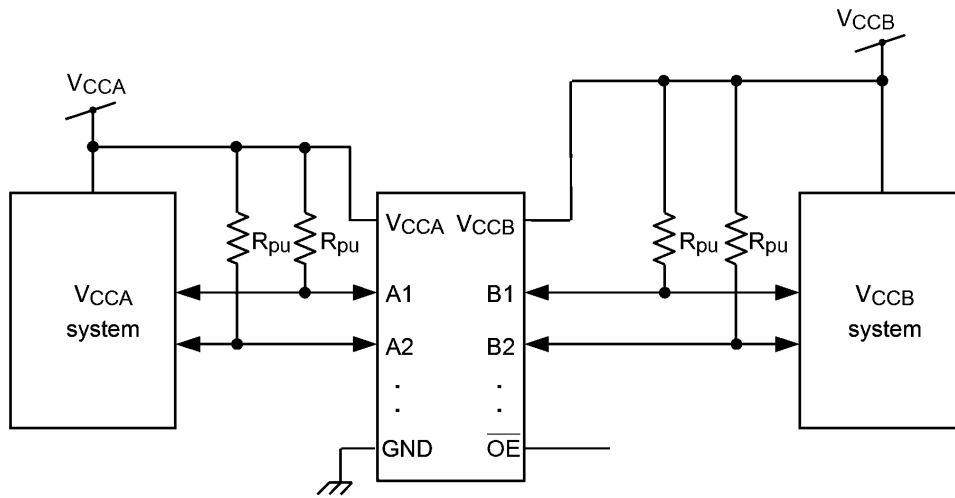 VCCB
VCCA
VCCA VCCB
Rpu Rpu Rpu Rpu
VCCA
system
A1 B1
VCCB
system
A2 B2
. .
. .
GND OE